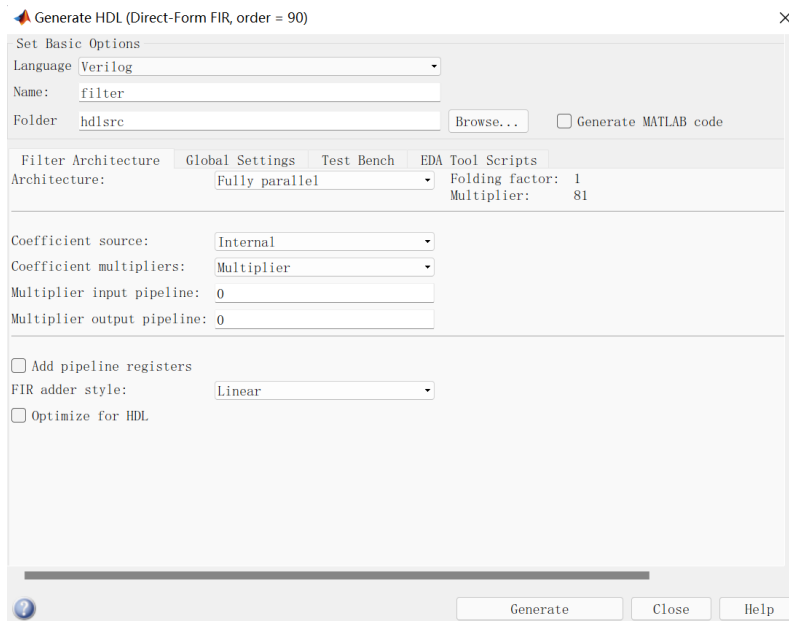 Generate HDL (Direct-Form FIR, order = 90)
Set Basic Options
Language Verilog
Name: filter
Folder hdlsrc Browse... Generate MATLAB code
Filter Architecture Global Settings Test Bench EDA Tool Scripts
Architecture: Fully parallel Folding factor: 1
Multiplier: 81
Coefficient source: Internal
Coefficient multipliers: Multiplier
Multiplier input pipeline: 0
Multiplier output pipeline: 0
Add pipeline registers
FIR adder style: Linear
Optimize for HDL
? Generate Close Help